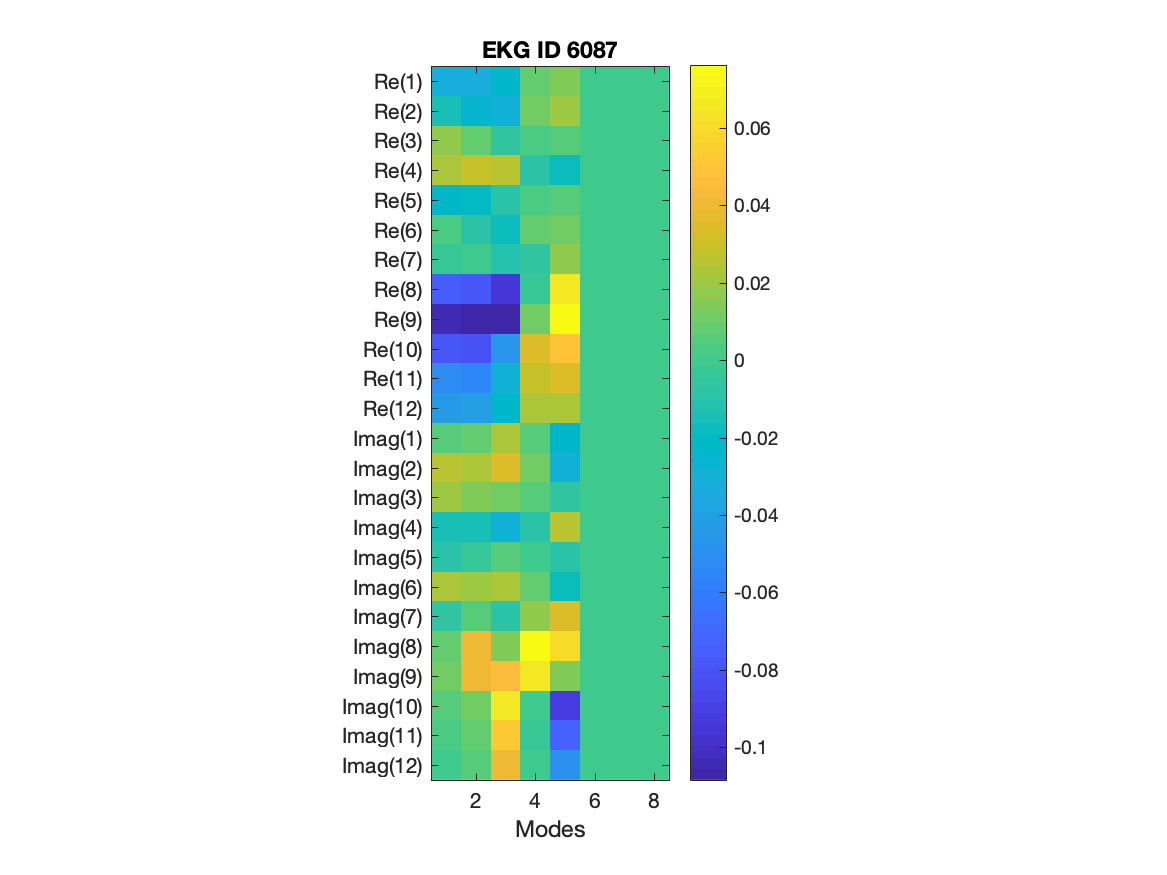 EKG ID 6087
Re(1)
Re(2)
Re(3)
Re(4)
Re(5)
Re(6)
Re(7)
Re(8)
Re(9)
Re(10)
Re(11)
Re(12)
Imag(1)
Imag(2)
Imag(3)
Imag(4)
Imag(5)
Imag(6)
Imag(7)
Imag(8)
Imag(9)
Imag(10)
Imag(11)
Imag(12)
2 4 6 8
Modes
0.06
0.04
0.02
0
-0.02
-0.04
-0.06
-0.08
-0.1